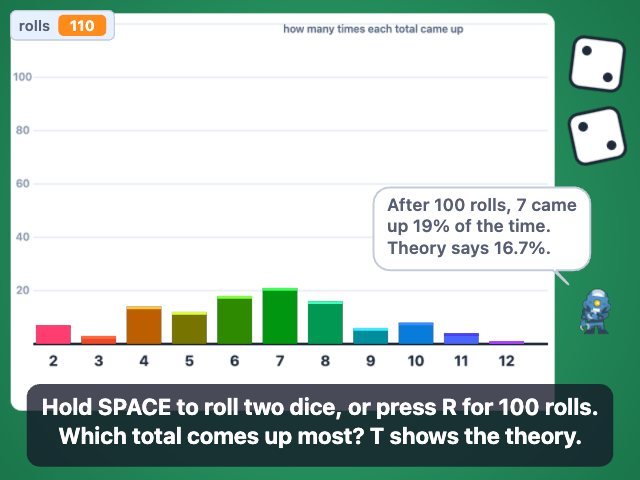 rolls 110
how many times each total came up
100
80
60
40
20
After 100 rolls, 7 came
up 19% of the time.
Theory says 16.7%.
2 3 4 5 6 7 8 9 10 11 12
Hold SPACE to roll two dice, or press R for 100 rolls.
Which total comes up most? T shows the theory.